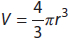 V = 4/3 πr³